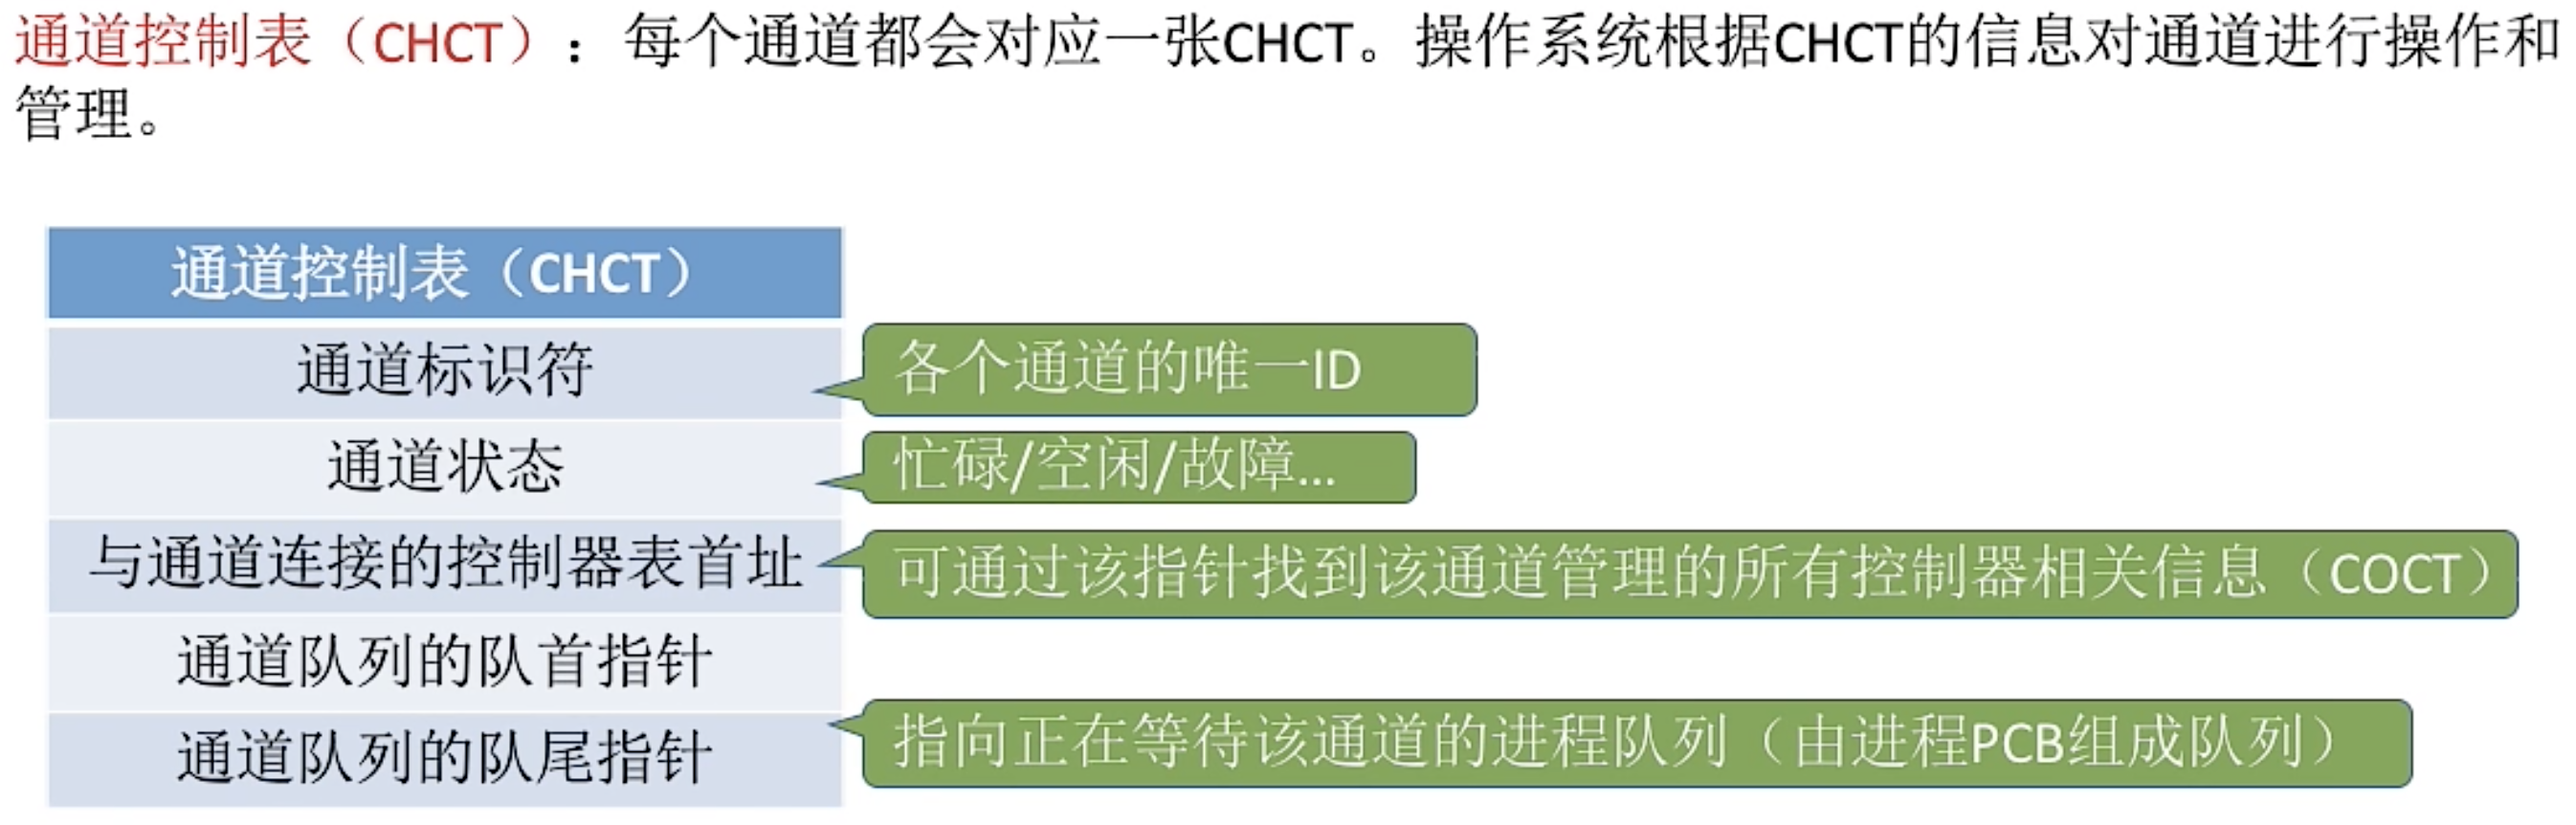 通道控制表（CHCT）：每个通道都会对应一张CHCT。操作系统根据CHCT的信息对通道进行操作和
管理。
通道控制表（CHCT）
通道标识符
各个通道的唯一ID
通道状态
忙碌/空闲/故障...
与通道连接的控制器表首址
可通过该指针找到该通道管理的所有控制器相关信息（COCT）
通道队列的队首指针
通道队列的队尾指针
指向正在等待该通道的进程队列（由进程PCB组成队列）